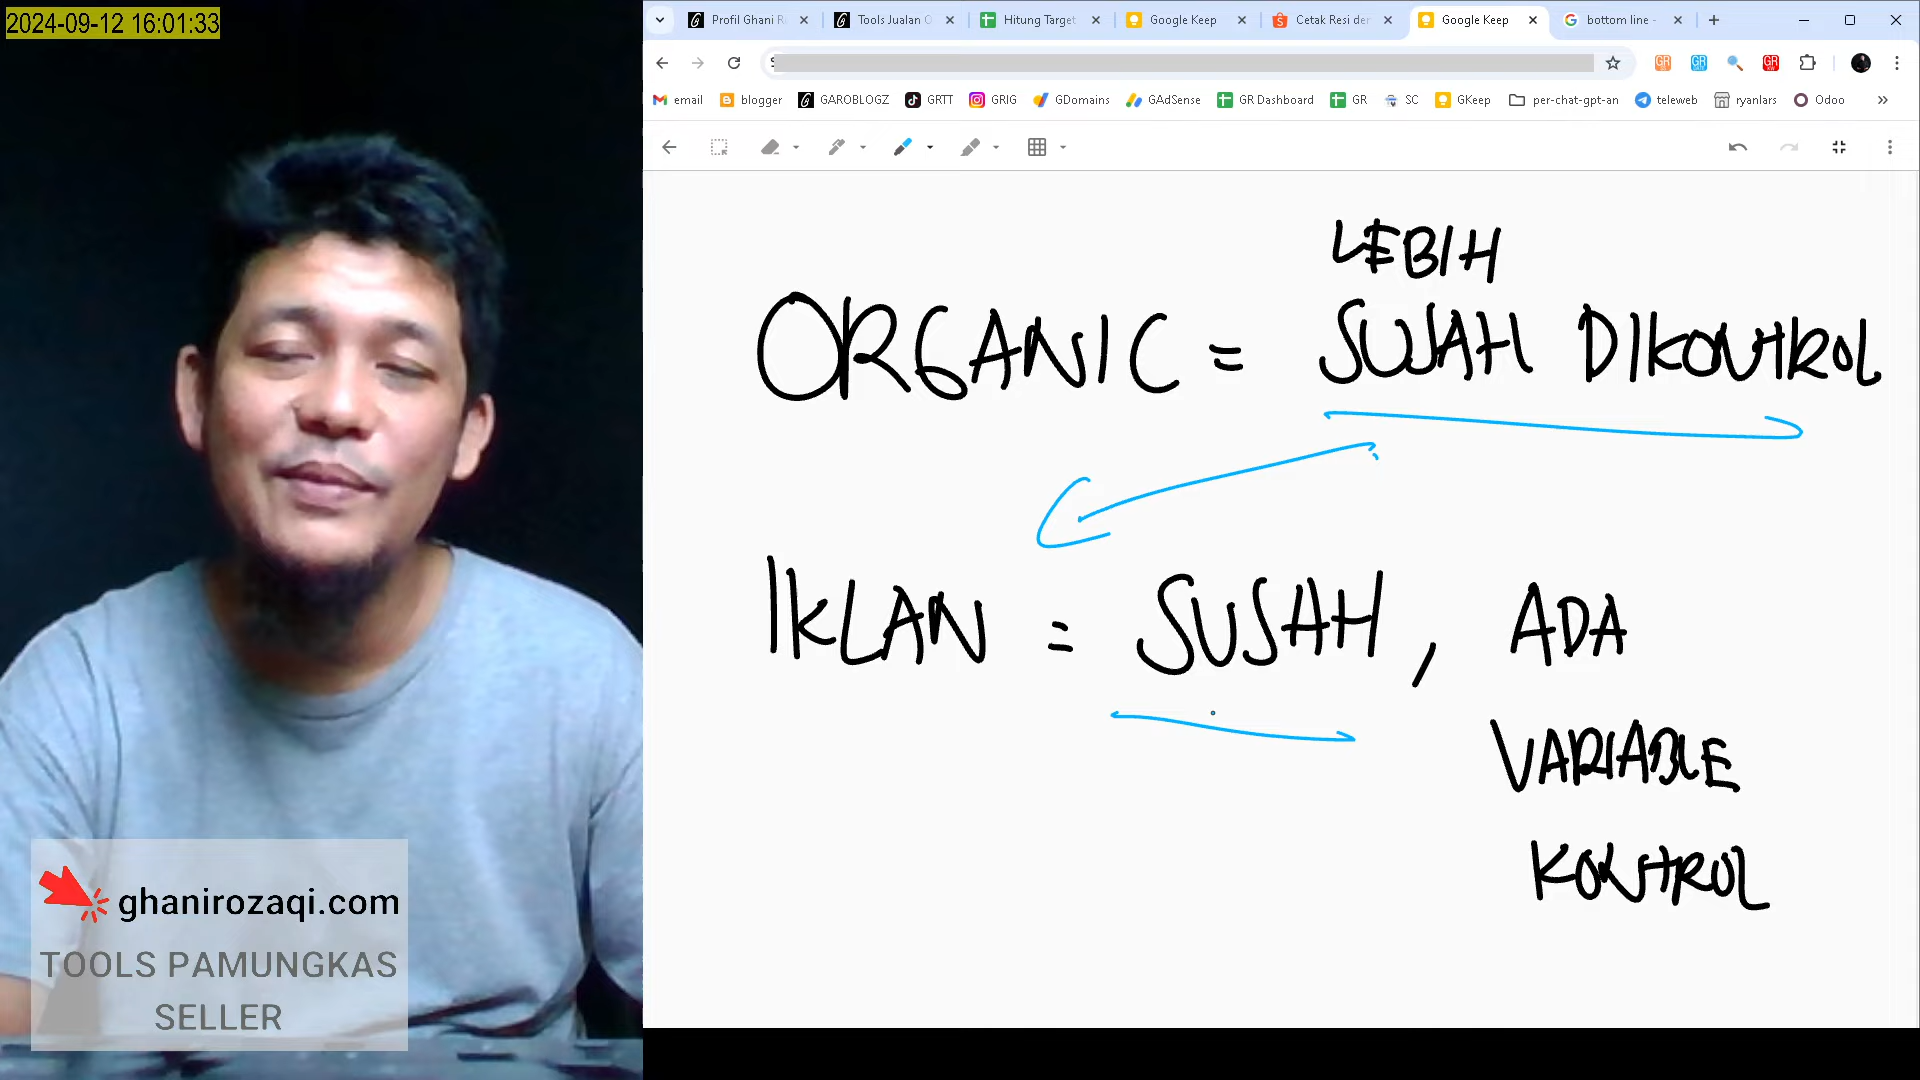 2024-09-12 16:01:33
Profil Ghani R
Tools Jualan O
Hitung Target
Google Keep
Cetak Resi de
Google Keep
bottom line -
email
blogger
GAROBLOGZ
GRTT
GRIG
GDomains
GAdSense
GR Dashboard
GR
SC
GKeep
per-chat-gpt-an
teleweb
ryanlars
Odoo
LEBIH
ORGANIC = SUSAH DIKONTROL
IKLAN = SUSAH, ADA
VARIABLE
KONTROL
ghanirozaqi.com
TOOLS PAMUNGKAS
SELLER